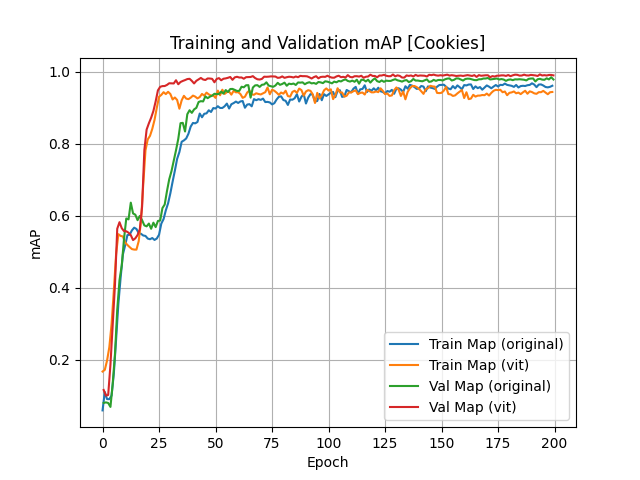 Training and Validation mAP [Cookies]
1.0
0.8
0.6
0.4
0.2
mAP
0
25
50
75
100
125
150
175
200
Epoch
Train Map (original)
Train Map (vit)
Val Map (original)
Val Map (vit)